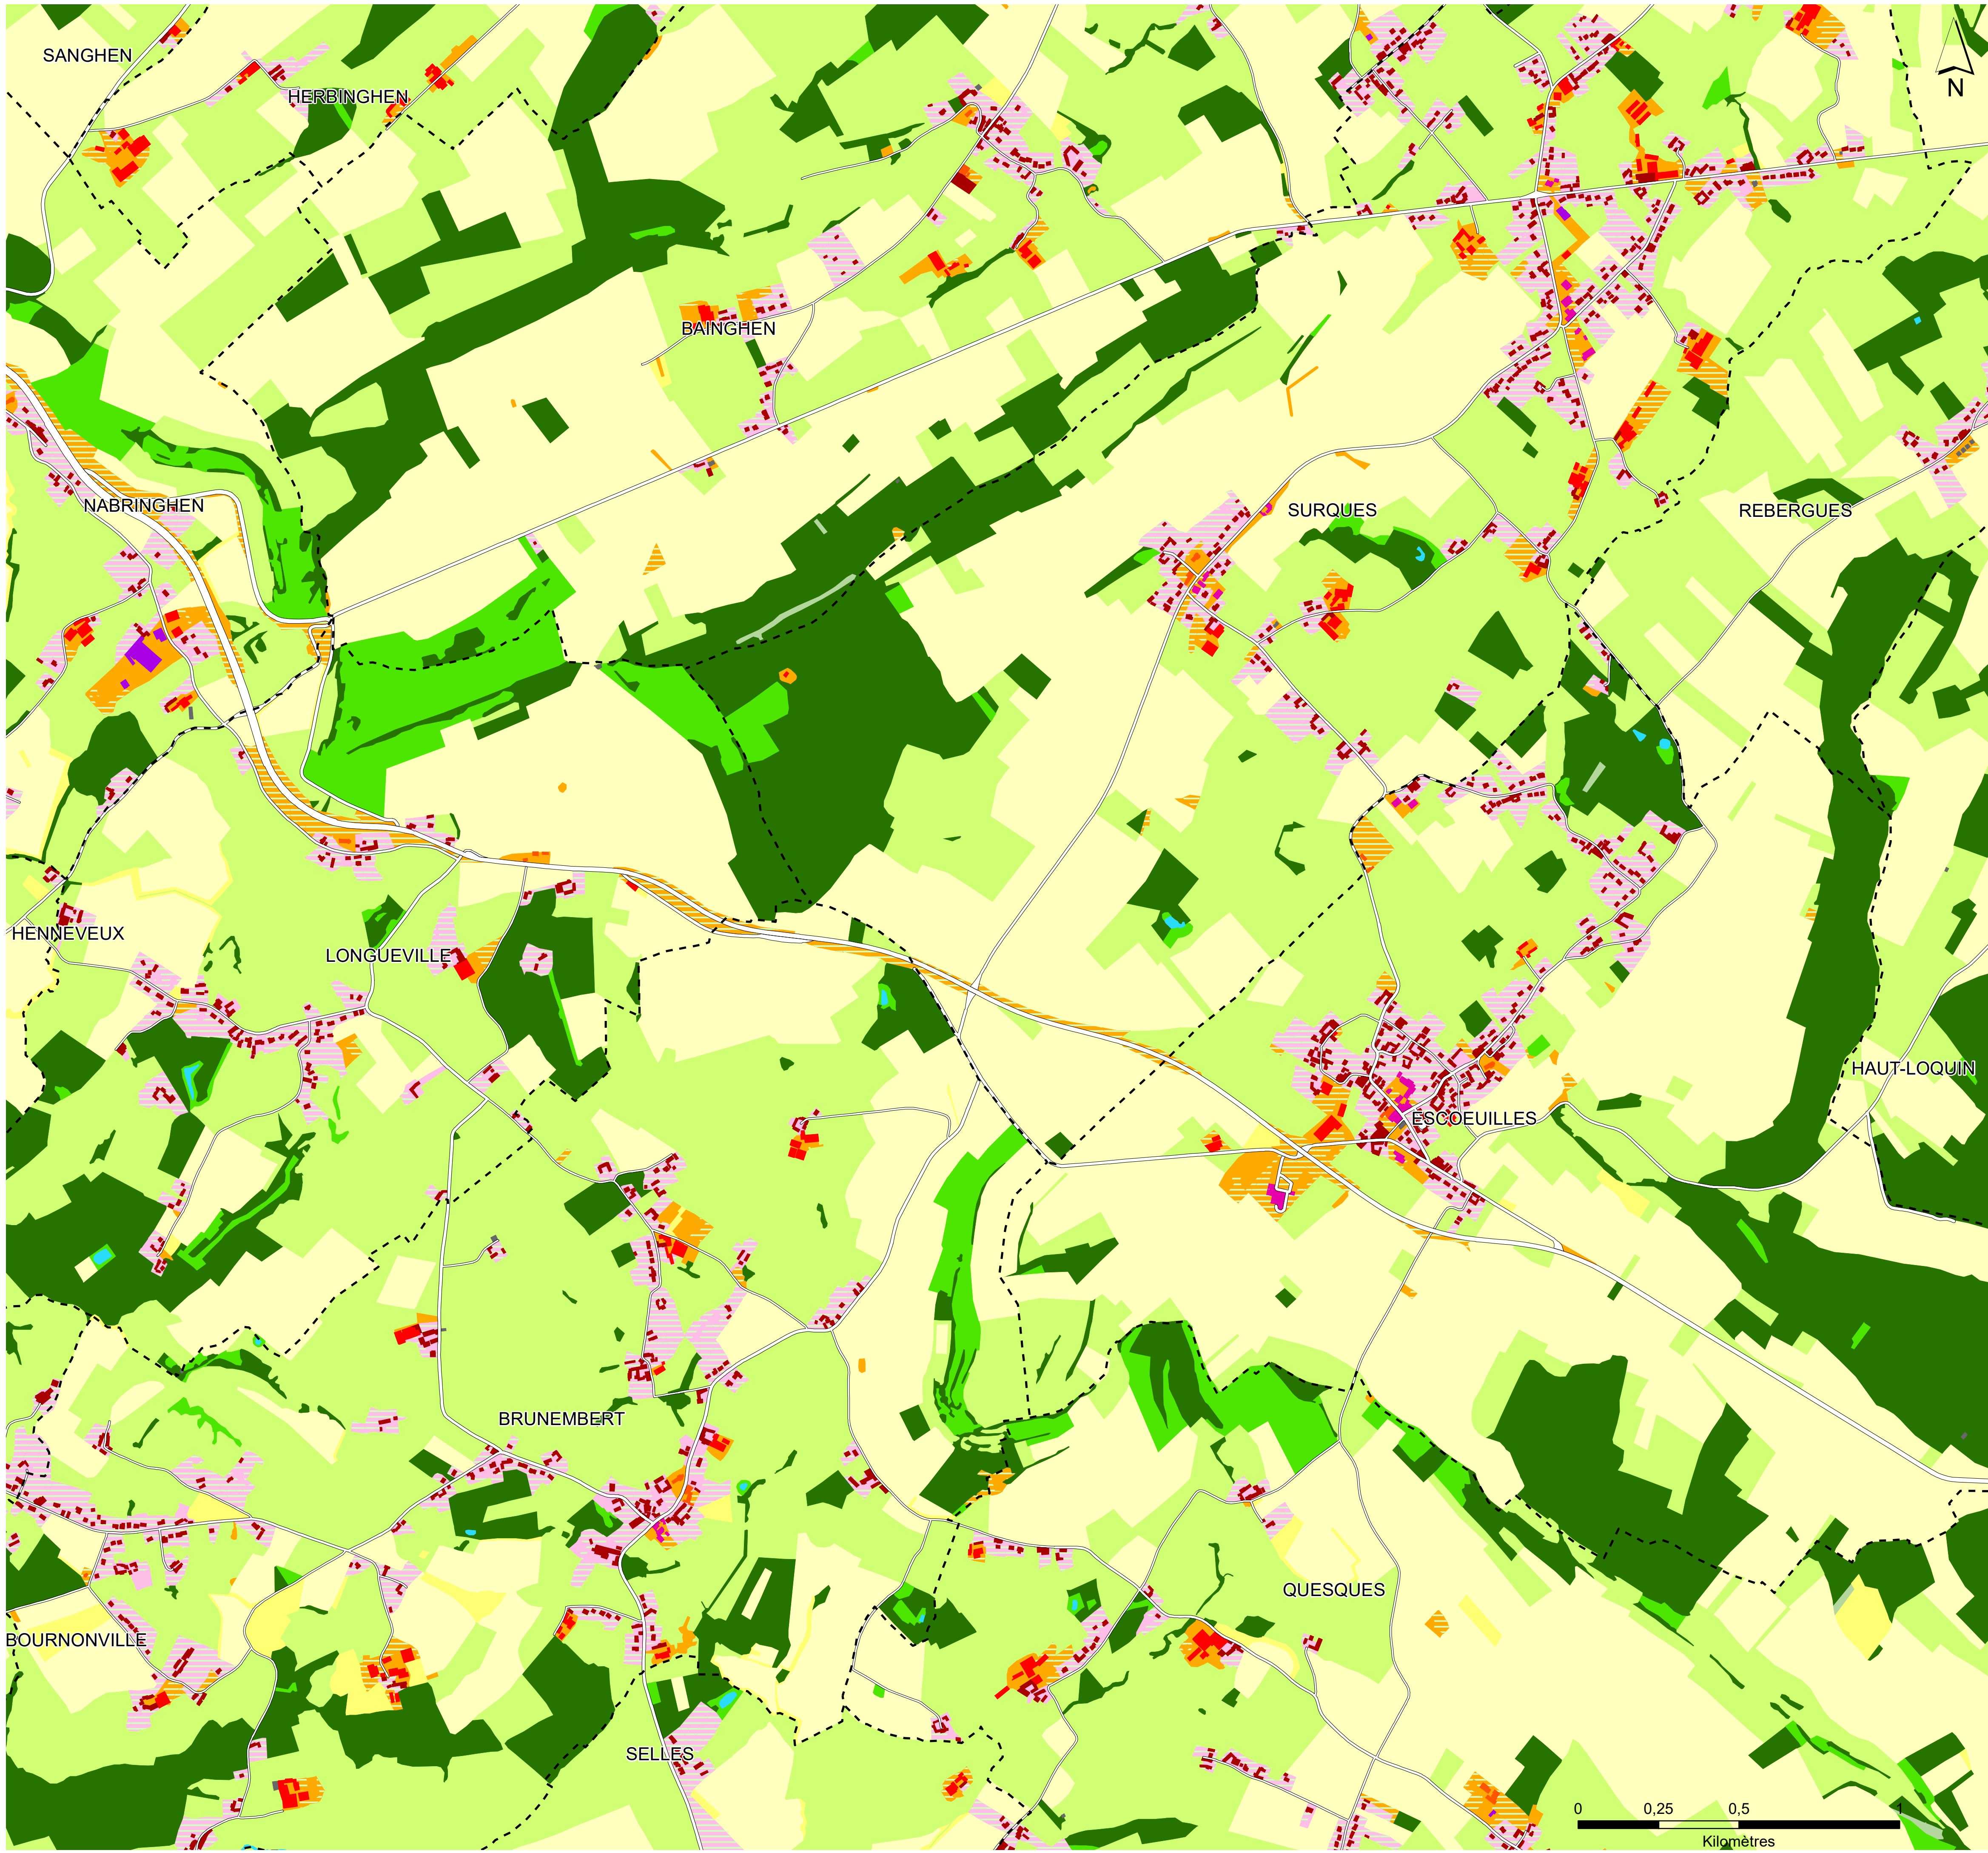 SANGHEN
HERBINGHEN
N
BAINGHEN
NABRINGHEN
SURQUES
REBERGUES
HENNEVEUX
LONGUEVILLE
HAUT-LOQUIN
ESCOEUILLES
BRUNEMBERT
QUESQUES
BOURNONVILLE
SELLES
0 0,25 0,5 1
Kilomètres